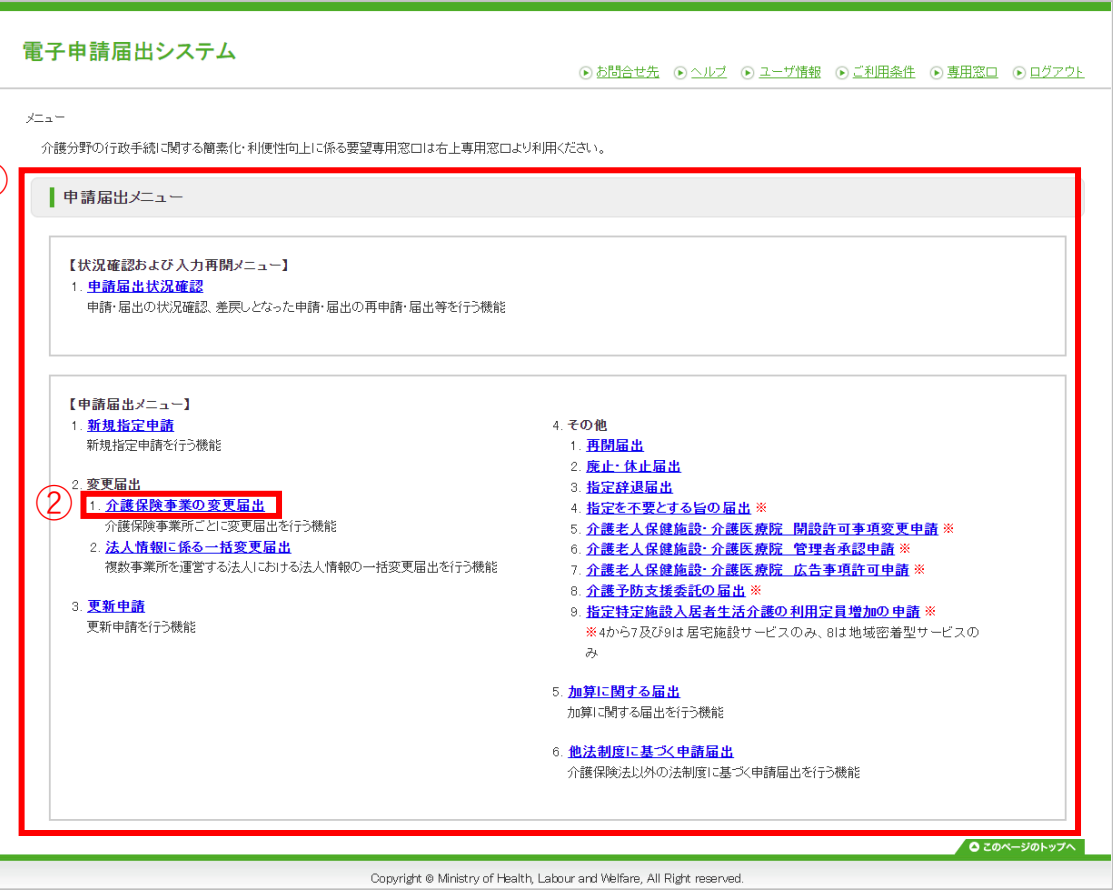 電子申請届出システム
お問合せ先 ヘルプ ユーザ情報 ご利用条件 専用窓口 ログアウト
メニュー
介護分野の行政手続に関する簡素化・利便性向上に係る要望専用窓口は右上専用窓口より利用ください。
申請届出メニュー
【状況確認および入力再開メニュー】
1. 申請届出状況確認
申請・届出の状況確認、差戻しとなった申請・届出の再申請・届出等を行う機能
【申請届出メニュー】
1. 新規指定申請
新規指定申請を行う機能
2. 変更届出
②
1. 介護保険事業の変更届出
介護保険事業所ごとに変更届出を行う機能
2. 法人情報に係る一括変更届出
複数事業所を運営する法人における法人情報の一括変更届出を行う機能
3. 更新申請
更新申請を行う機能
4. その他
1. 再開届出
2. 廃止・休止届出
3. 指定辞退届出
4. 指定を不要とする旨の届出 ※
5. 介護老人保健施設・介護医療院 開設許可事項変更申請 ※
6. 介護老人保健施設・介護医療院 管理者承認申請 ※
7. 介護老人保健施設・介護医療院 広告事項許可申請 ※
8. 介護予防支援委託の届出 ※
9. 指定特定施設入居者生活介護の利用定員増加の申請 ※
※4から7及び9は居宅施設サービスのみ、8は地域密着型サービスの
み
5. 加算に関する届出
加算に関する届出を行う機能
6. 他法制度に基づく申請届出
介護保険法以外の法制度に基づく申請届出を行う機能
このページのトップへ
Copyright © Ministry of Health, Labour and Welfare, All Right reserved.